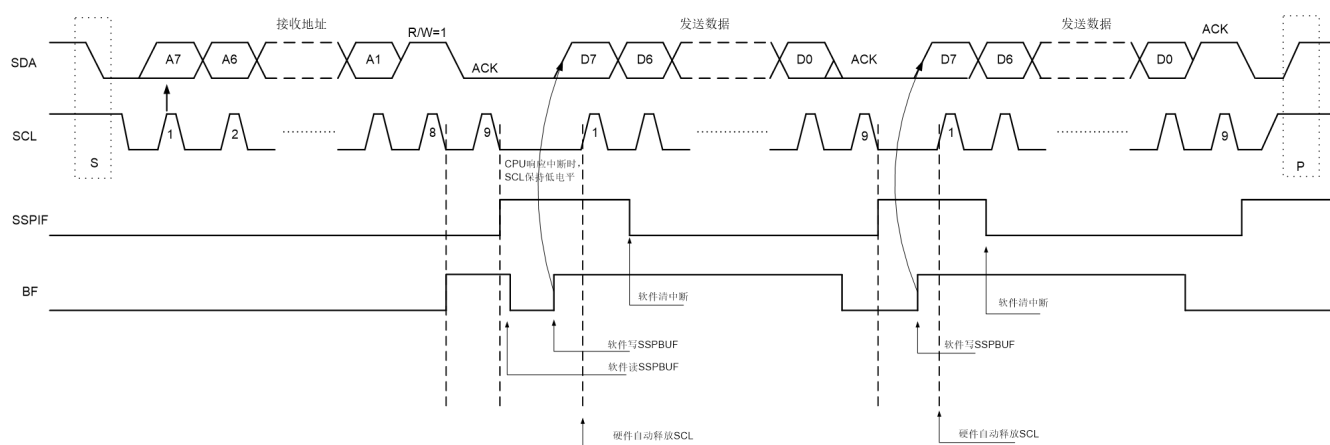 接收地址 发送数据 发送数据
R/W=1 ACK
SDA A7 A6 A1 ACK D7 D6 D0 ACK D7 D6 D0
SCL 1 2 8 9 1 9 1 9
S P
CPU响应中断时,
SCL保持低电平
SSPIF
BF
软件清中断 软件清中断
软件写SSPBUF 软件写SSPBUF
软件读SSPBUF
硬件自动释放SCL 硬件自动释放SCL